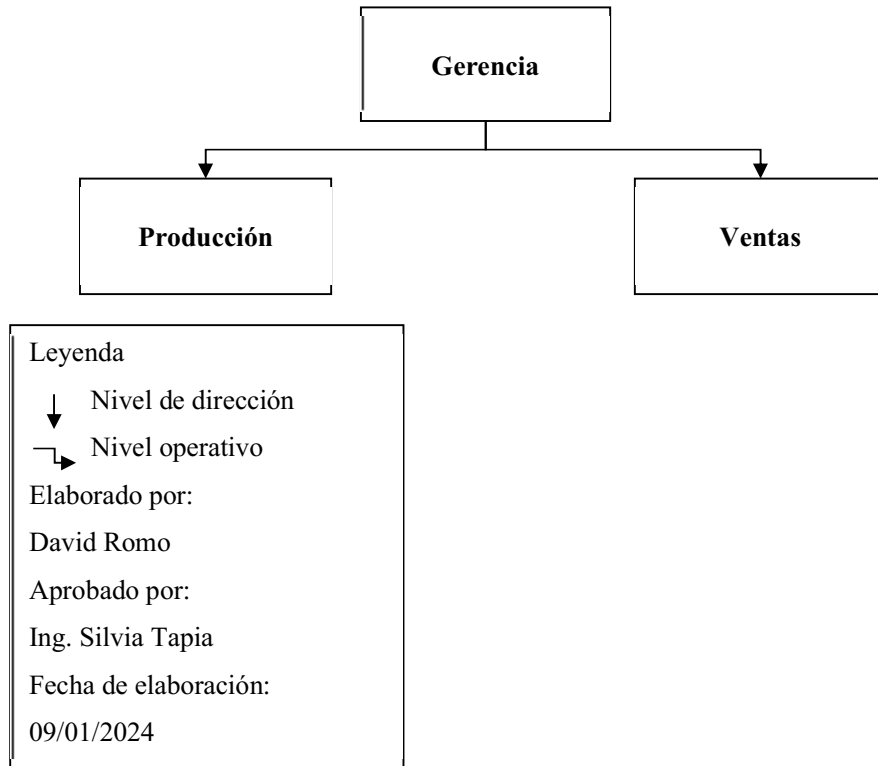 Gerencia
Producción
Ventas
Leyenda
Nivel de dirección
Nivel operativo
Elaborado por:
David Romo
Aprobado por:
Ing. Silvia Tapia
Fecha de elaboración:
09/01/2024